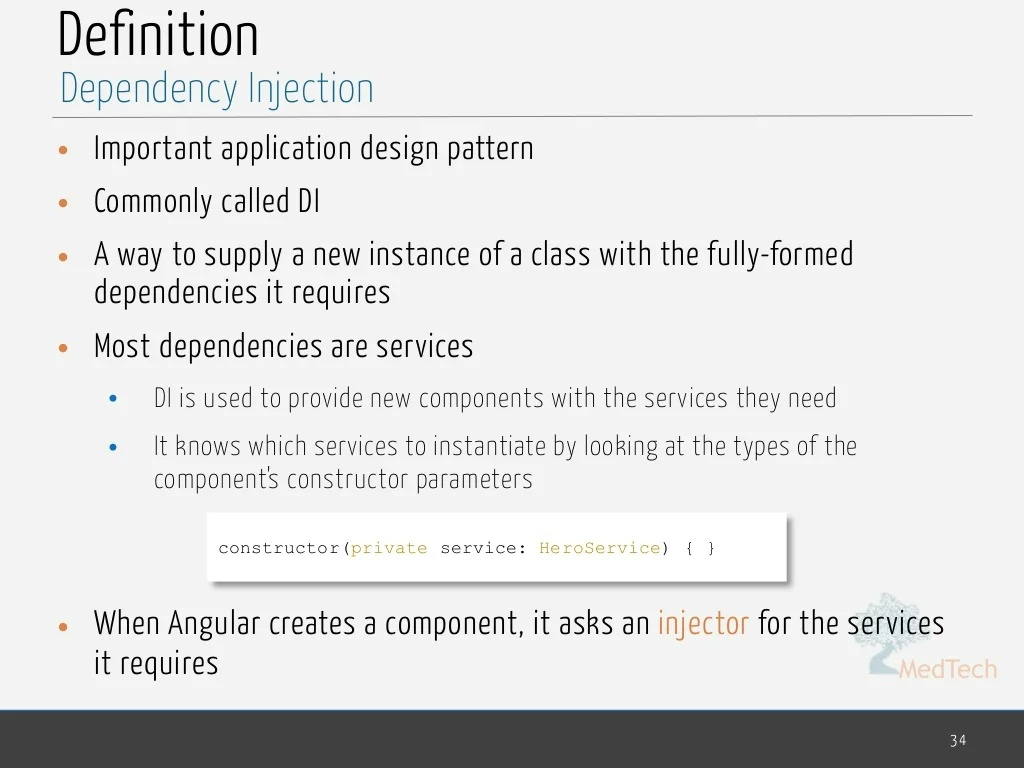 Definition
Dependency Injection
• Important application design pattern
• Commonly called DI
• A way to supply a new instance of a class with the fully-formed
dependencies it requires
• Most dependencies are services
• DI is used to provide new components with the services they need
• It knows which services to instantiate by looking at the types of the
component's constructor parameters
constructor(private service: HeroService) { }
• When Angular creates a component, it asks an injector for the services
it requires
MedTech
34